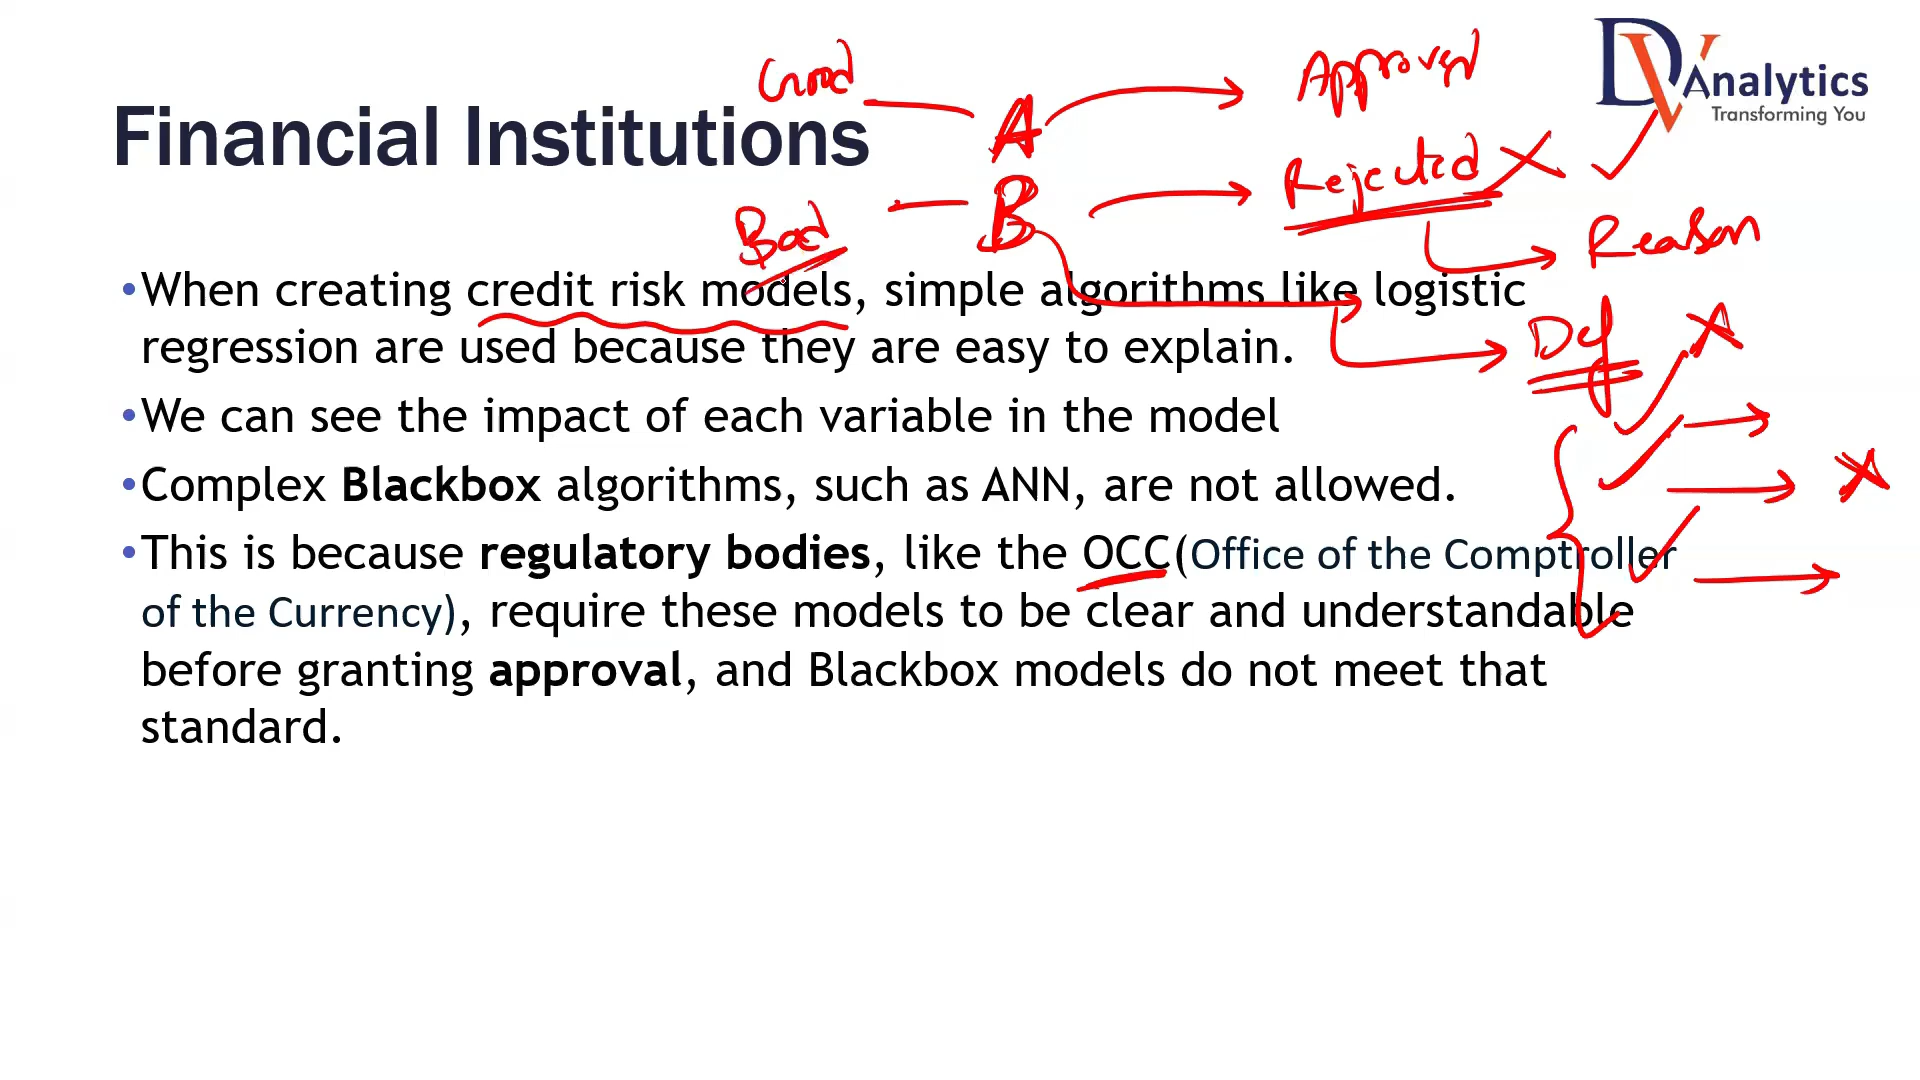 Good
A
Approved
DV Analytics
Transforming You
Financial Institutions
Bad
B
Rejected
Reason
•When creating credit risk models, simple algorithms like logistic
regression are used because they are easy to explain.
Def
•We can see the impact of each variable in the model
•Complex Blackbox algorithms, such as ANN, are not allowed.
•This is because regulatory bodies, like the OCC(Office of the Comptroller
of the Currency), require these models to be clear and understandable
before granting approval, and Blackbox models do not meet that
standard.